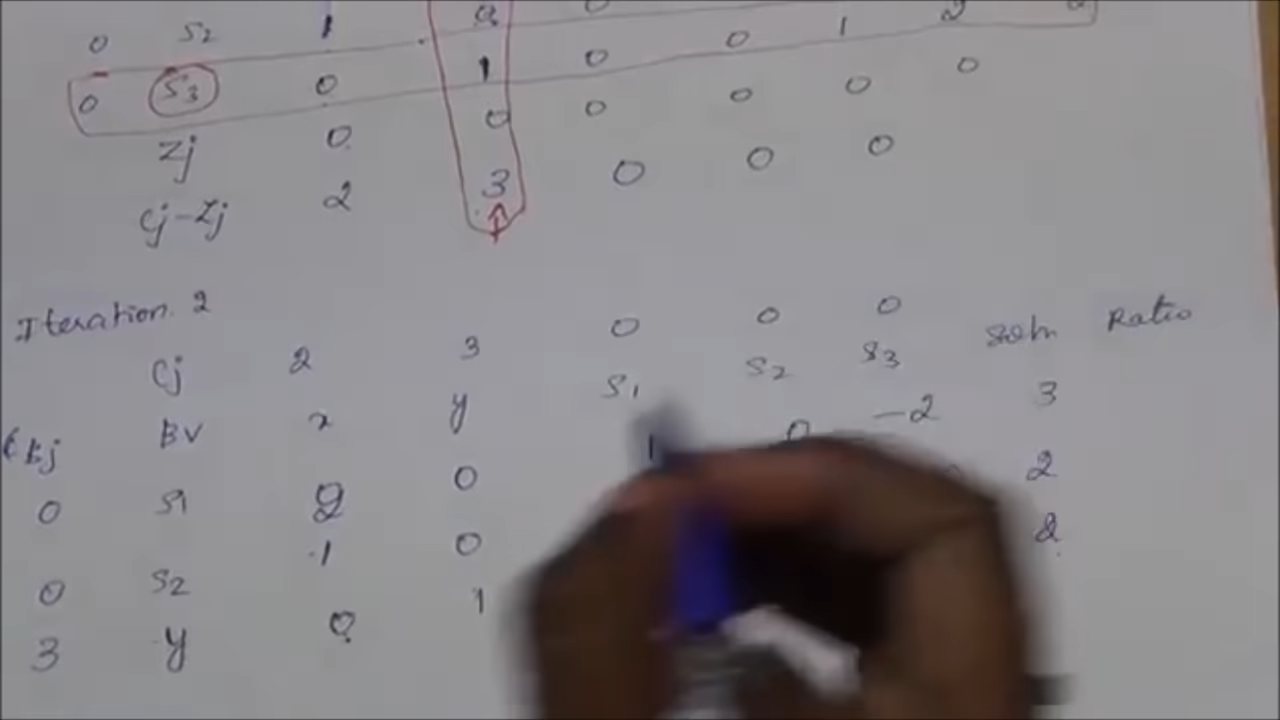 0 S2 1 2 0
0 S3 0 1 0 0 1 2 2
Zj 0 0 0 0 0 0
Cj-Zj 2 3 0 0 0
Iteration 2
Cj 2 3 0 0 0
CBj BV x y S1 S2 S3 Soln Ratio
0 S1 2 0 1 0 -2 3
0 S2 1 0 2
3 y 0 1 2